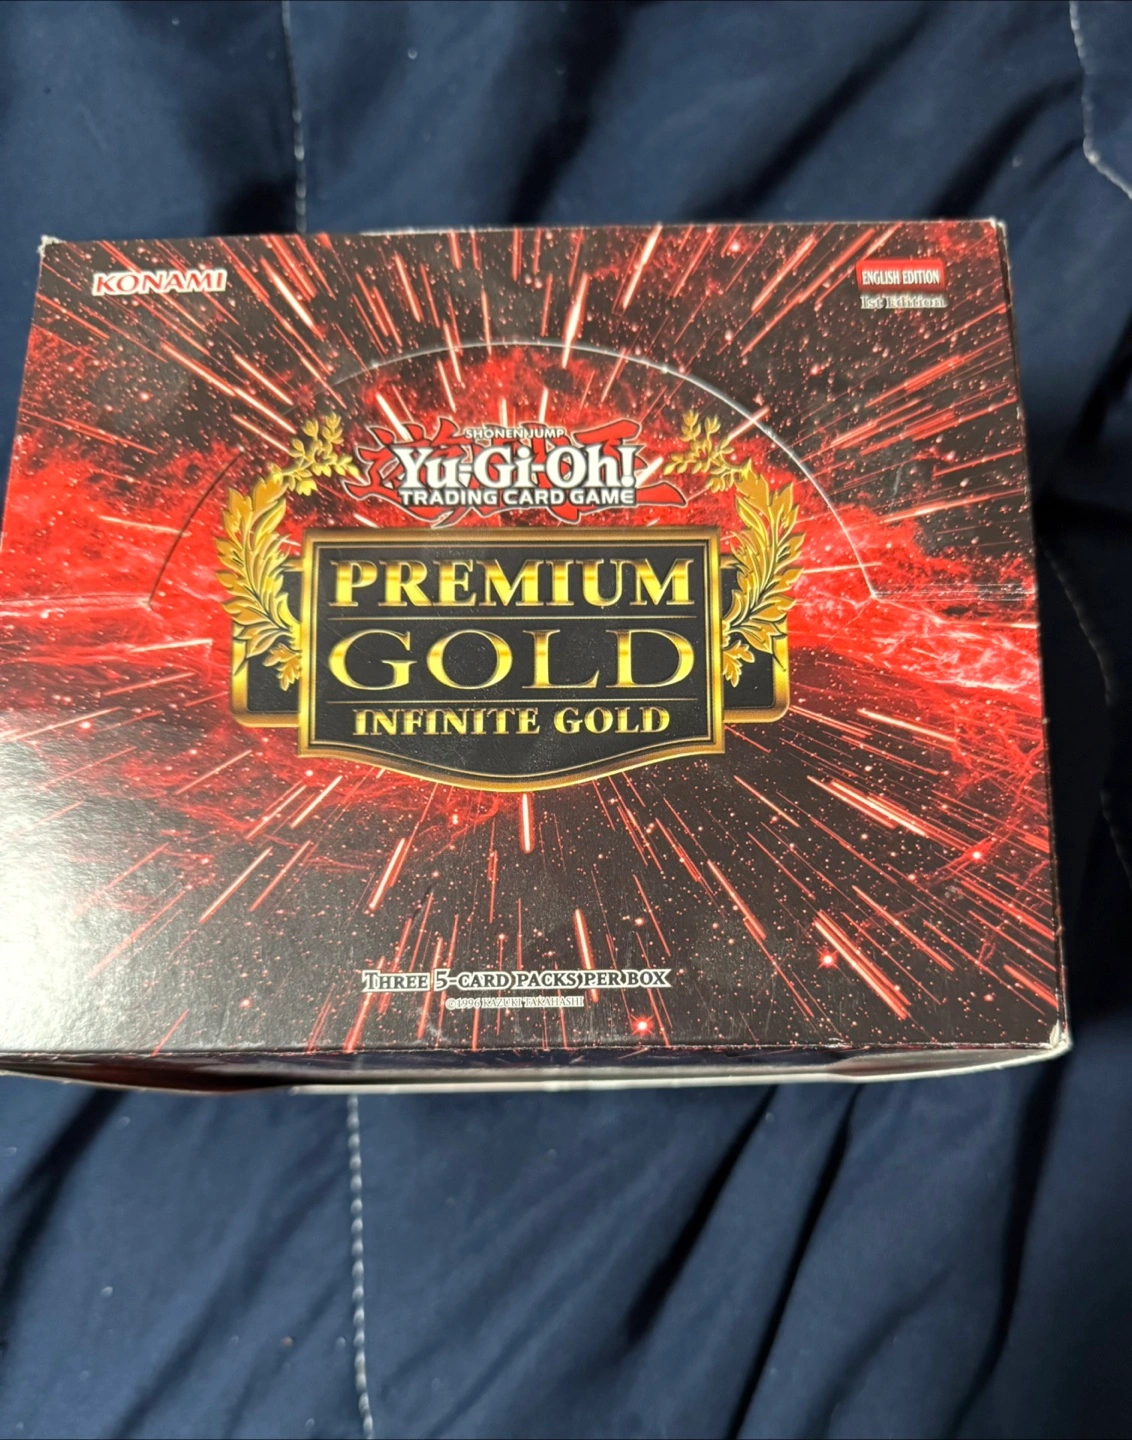 KONAMI
ENGLISH EDITION
1st Edition
SHONEN JUMP
Yu-Gi-Oh!
TRADING CARD GAME
PREMIUM
GOLD
INFINITE GOLD
THREE 5-CARD PACKS PER BOX
©1996 KAZUKI TAKAHASHI